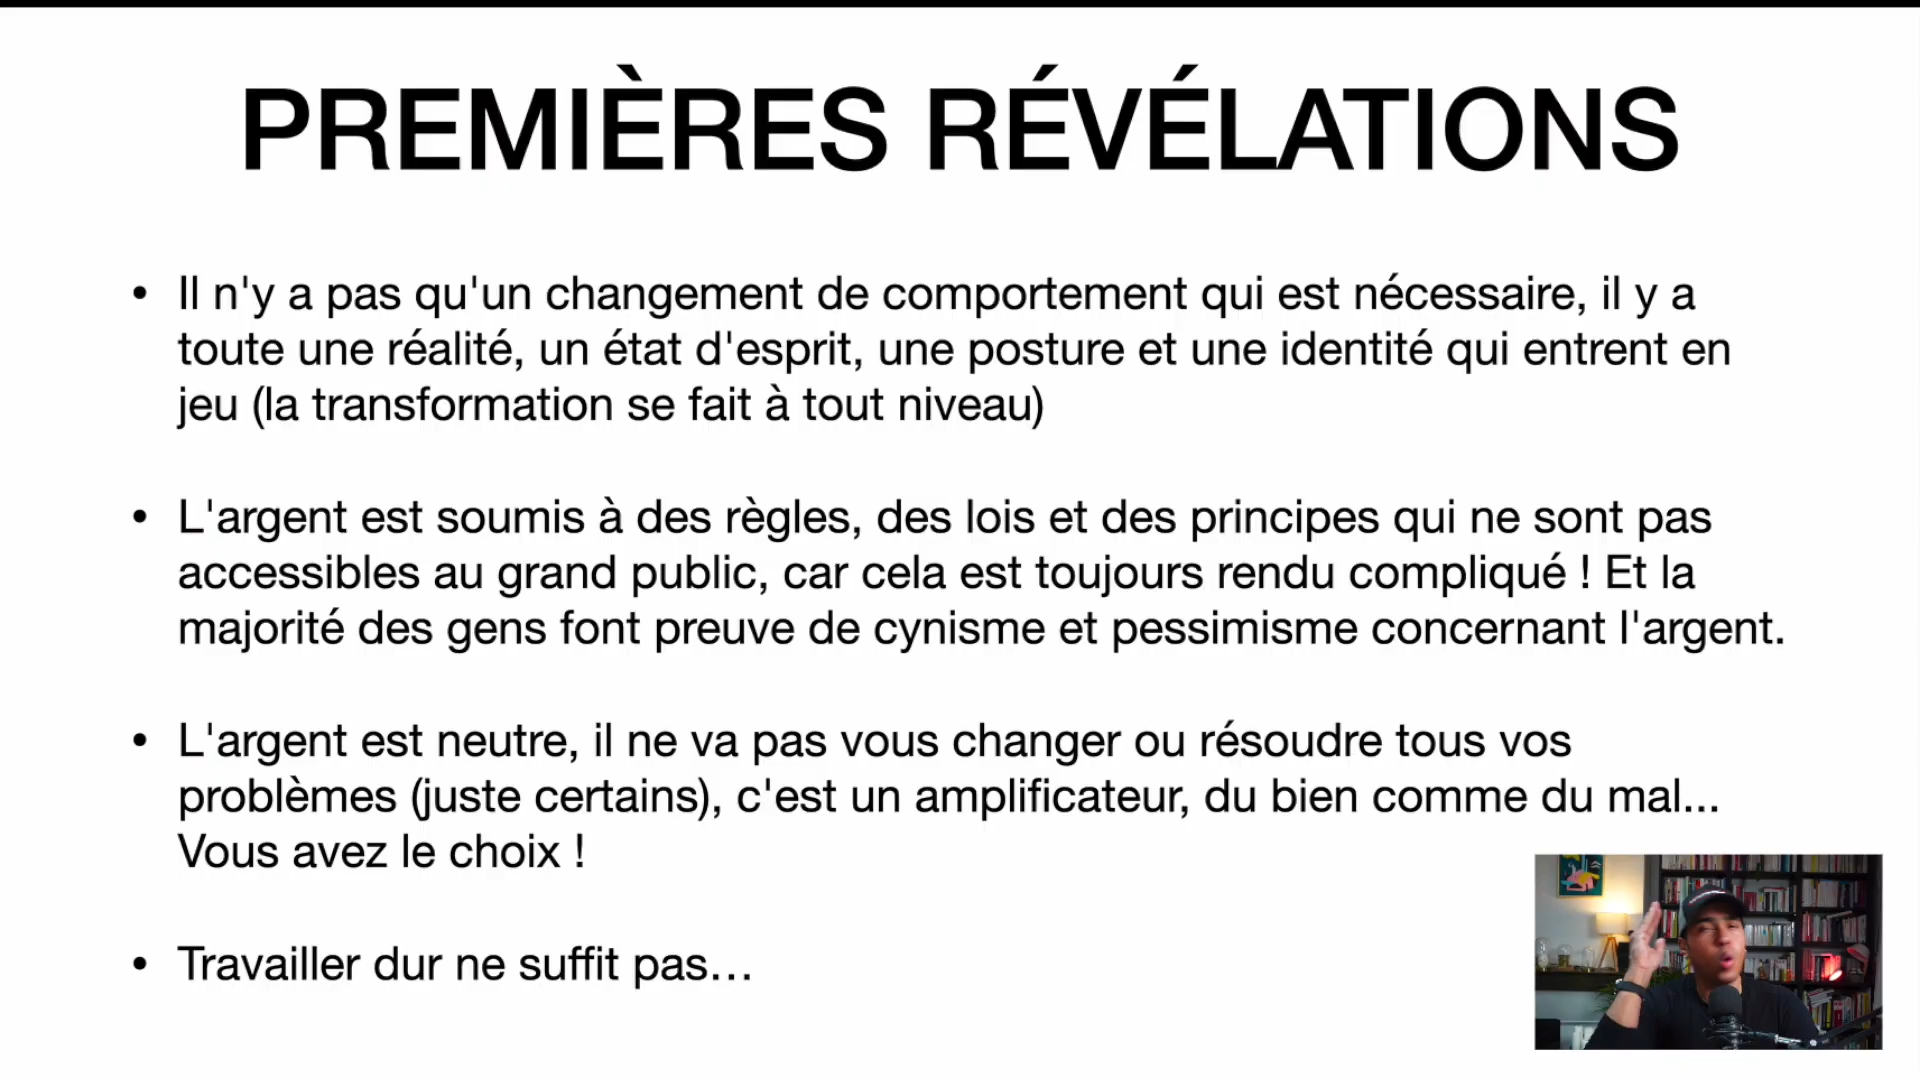 PREMIÈRES RÉVÉLATIONS
• Il n'y a pas qu'un changement de comportement qui est nécessaire, il y a
toute une réalité, un état d'esprit, une posture et une identité qui entrent en
jeu (la transformation se fait à tout niveau)
• L'argent est soumis à des règles, des lois et des principes qui ne sont pas
accessibles au grand public, car cela est toujours rendu compliqué ! Et la
majorité des gens font preuve de cynisme et pessimisme concernant l'argent.
• L'argent est neutre, il ne va pas vous changer ou résoudre tous vos
problèmes (juste certains), c'est un amplificateur, du bien comme du mal...
Vous avez le choix !
• Travailler dur ne suffit pas…